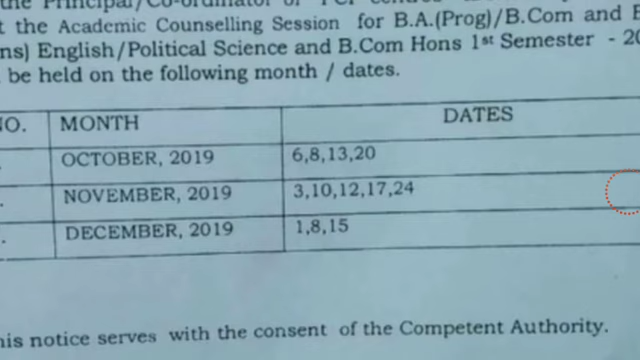 the Principal/Co-ordinator of PCP centres
t the Academic Counselling Session for B.A.(Prog)/B.Com and
ns) English/Political Science and B.Com Hons 1st Semester - 20
be held on the following month / dates.
NO. MONTH DATES
OCTOBER, 2019 6,8,13,20
NOVEMBER, 2019 3,10,12,17,24
DECEMBER, 2019 1,8,15
his notice serves with the consent of the Competent Authority.